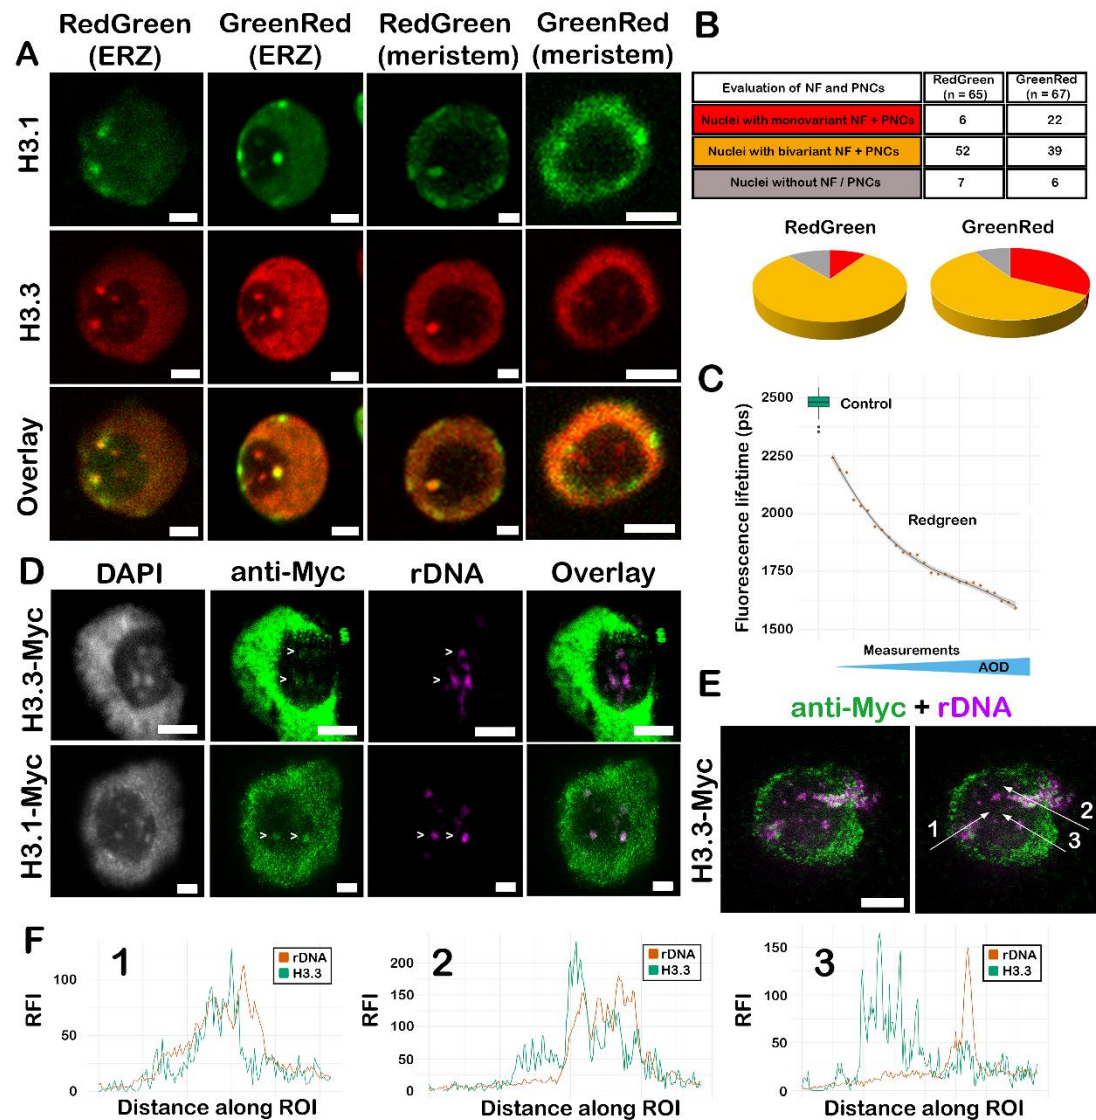 A
RedGreen GreenRed RedGreen GreenRed
(ERZ) (ERZ) (meristem) (meristem)
H3.1
H3.3
Overlay
B
Evaluation of NF and PNCs RedGreen (n = 65) GreenRed (n = 67)
Nuclei with monovariant NF + PNCs 6 22
Nuclei with bivariant NF + PNCs 52 39
Nuclei without NF / PNCs 7 6
RedGreen GreenRed
C
Fluorescence lifetime (ps)
2500
2250
2000
1750
1500
Control
Redgreen
Measurements
AOD
D
DAPI anti-Myc rDNA Overlay
H3.3-Myc
> > > >
H3.1-Myc
> > > >
E
anti-Myc + rDNA
H3.3-Myc
1
2
3
F
1
RFI
100
50
0
rDNA
H3.3
Distance along ROI
2
RFI
200
150
100
50
0
rDNA
H3.3
Distance along ROI
3
RFI
150
100
50
0
rDNA
H3.3
Distance along ROI